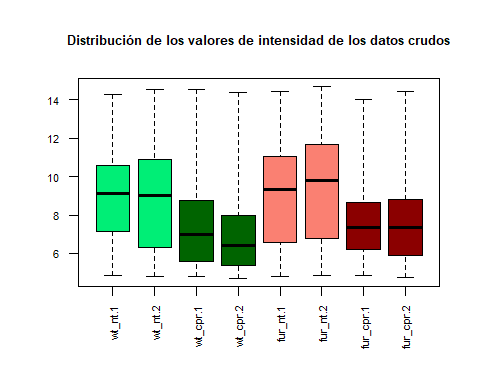 Distribución de los valores de intensidad de los datos crudos
14
12
10
8
6
wt_nt.1
wt_nt.2
wt_cpr.1
wt_cpr.2
fur_nt.1
fur_nt.2
fur_cpr.1
fur_cpr.2